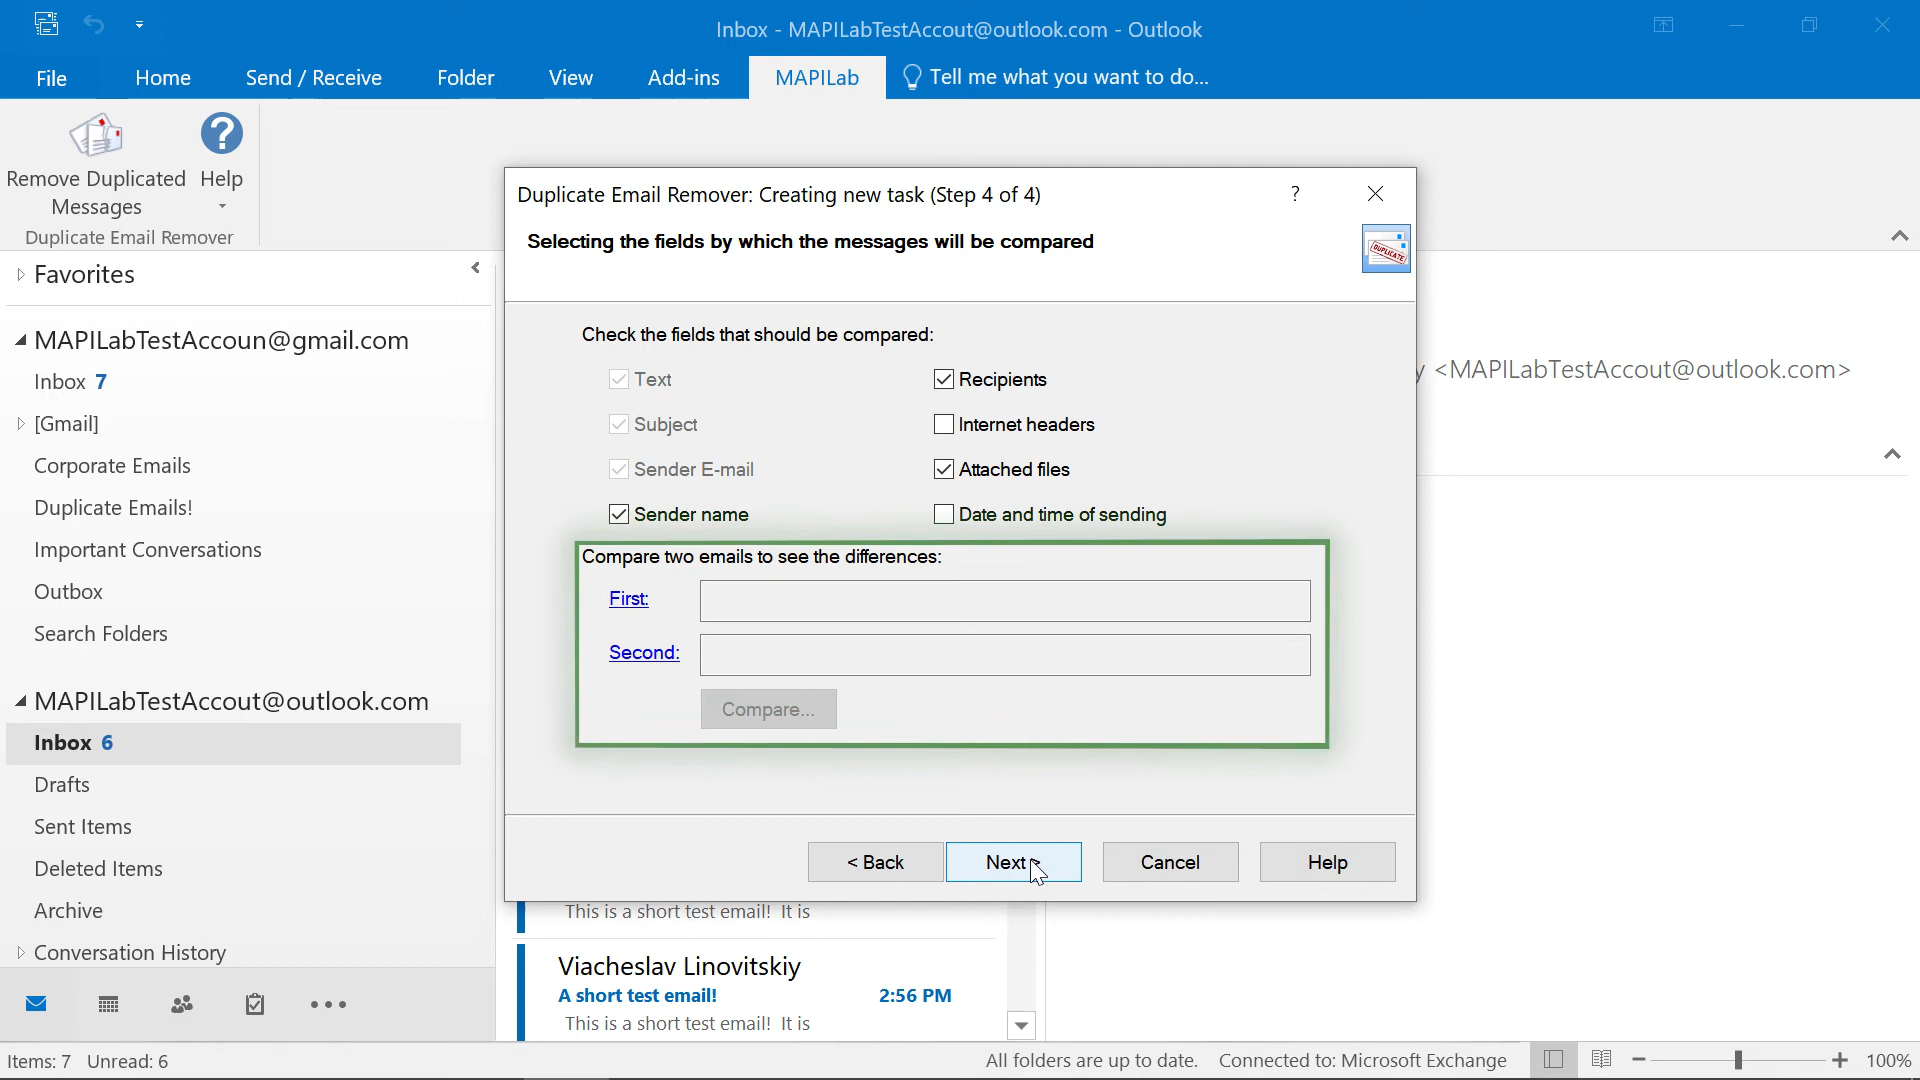 Inbox - MAPILabTestAccout@outlook.com - Outlook
File Home Send / Receive Folder View Add-ins MAPILab Tell me what you want to do...
Remove Duplicated Messages
Help
Duplicate Email Remover
Favorites
MAPILabTestAccoun@gmail.com
Inbox 7
[Gmail]
Corporate Emails
Duplicate Emails!
Important Conversations
Outbox
Search Folders
MAPILabTestAccout@outlook.com
Inbox 6
Drafts
Sent Items
Deleted Items
Archive
Conversation History
Duplicate Email Remover: Creating new task (Step 4 of 4)
?
Selecting the fields by which the messages will be compared
DUPLICATE
Check the fields that should be compared:
Text
Recipients
Subject
Internet headers
Sender E-mail
Attached files
Sender name
Date and time of sending
Compare two emails to see the differences:
First:
Second:
Compare...
< Back
Next >
Cancel
Help
y <MAPILabTestAccout@outlook.com>
This is a short test email! It is
Viacheslav Linovitskiy
A short test email! 2:56 PM
This is a short test email! It is
Items: 7 Unread: 6
All folders are up to date. Connected to: Microsoft Exchange
100%